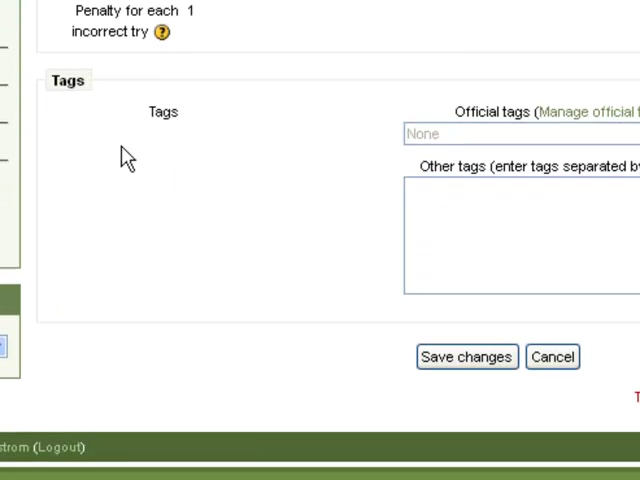 Penalty for each 1
incorrect try ?
Tags
Tags
Official tags (Manage official
None
Other tags (enter tags separated by
Save changes Cancel
T
strom (Logout)